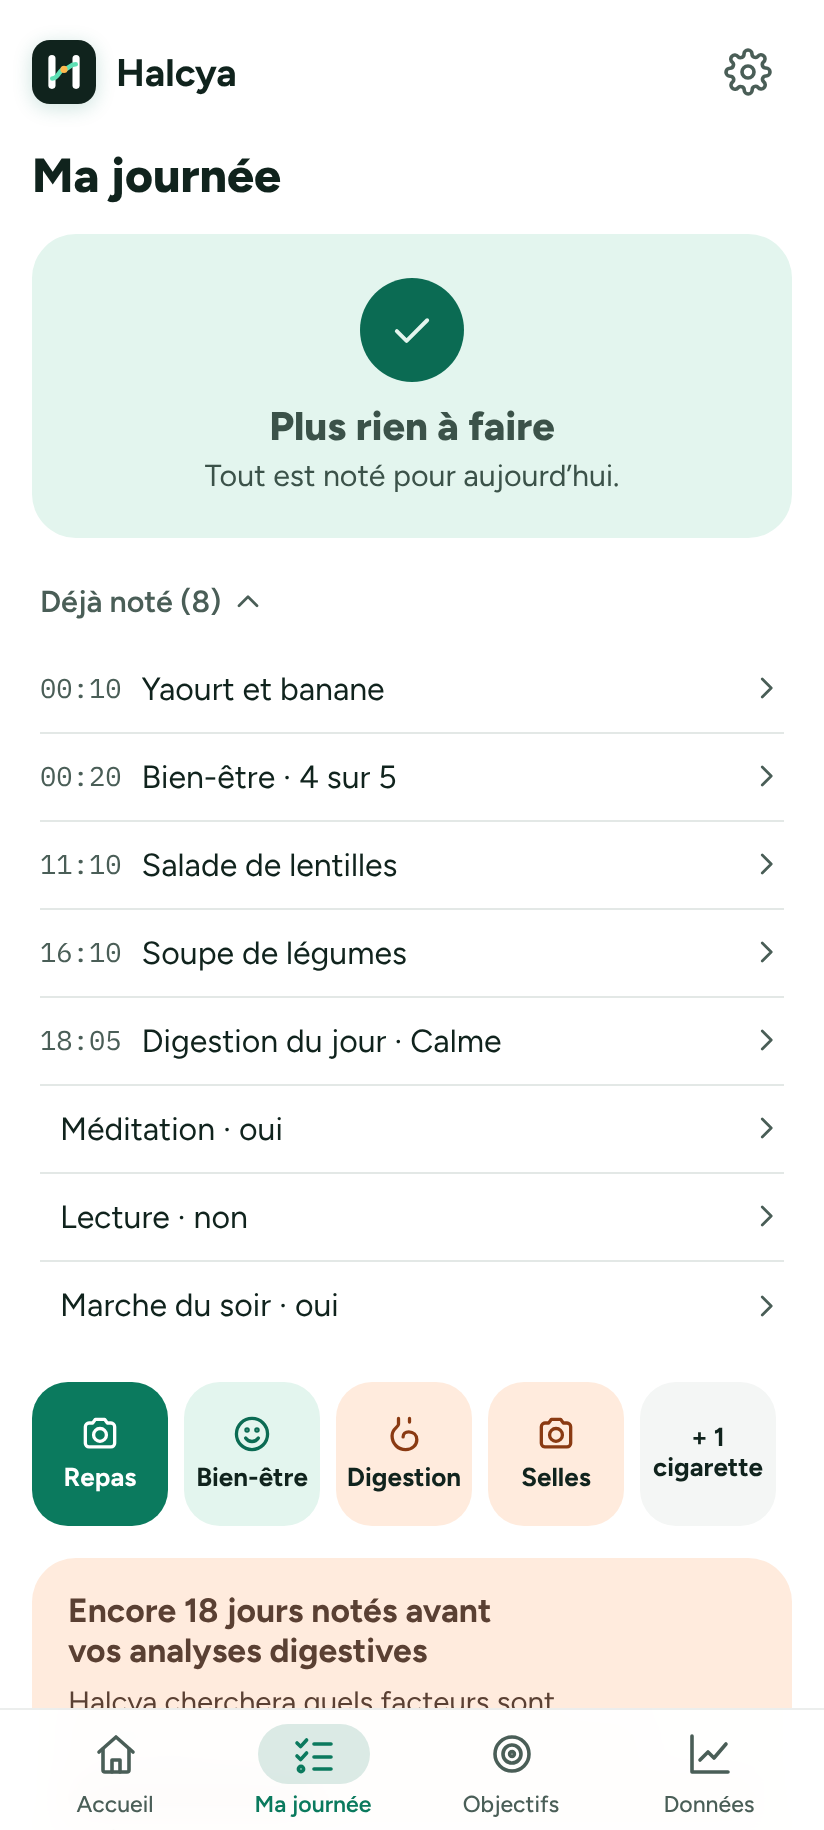 Halcya
Ma journée
Plus rien à faire
Tout est noté pour aujourd’hui.
Déjà noté (8)
00:10 Yaourt et banane
00:20 Bien-être · 4 sur 5
11:10 Salade de lentilles
16:10 Soupe de légumes
18:05 Digestion du jour · Calme
Méditation · oui
Lecture · non
Marche du soir · oui
Repas
Bien-être
Digestion
Selles
+ 1
cigarette
Encore 18 jours notés avant
vos analyses digestives
Halcya cherchera quels facteurs sont
Accueil
Ma journée
Objectifs
Données